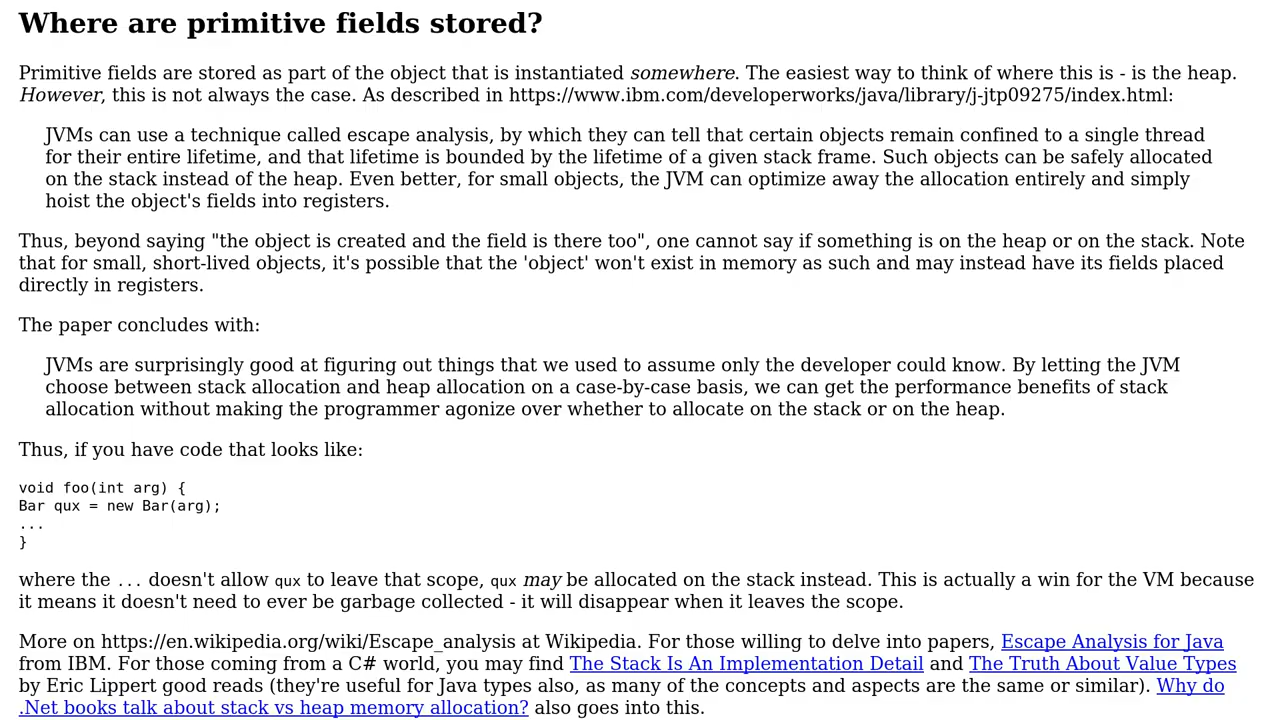 Where are primitive fields stored?
Primitive fields are stored as part of the object that is instantiated somewhere. The easiest way to think of where this is - is the heap.
However, this is not always the case. As described in https://www.ibm.com/developerworks/java/library/j-jtp09275/index.html:
JVMs can use a technique called escape analysis, by which they can tell that certain objects remain confined to a single thread
for their entire lifetime, and that lifetime is bounded by the lifetime of a given stack frame. Such objects can be safely allocated
on the stack instead of the heap. Even better, for small objects, the JVM can optimize away the allocation entirely and simply
hoist the object's fields into registers.
Thus, beyond saying "the object is created and the field is there too", one cannot say if something is on the heap or on the stack. Note
that for small, short-lived objects, it's possible that the 'object' won't exist in memory as such and may instead have its fields placed
directly in registers.
The paper concludes with:
JVMs are surprisingly good at figuring out things that we used to assume only the developer could know. By letting the JVM
choose between stack allocation and heap allocation on a case-by-case basis, we can get the performance benefits of stack
allocation without making the programmer agonize over whether to allocate on the stack or on the heap.
Thus, if you have code that looks like:
void foo(int arg) {
Bar qux = new Bar(arg);
...
}
where the ... doesn't allow qux to leave that scope, qux may be allocated on the stack instead. This is actually a win for the VM because
it means it doesn't need to ever be garbage collected - it will disappear when it leaves the scope.
More on https://en.wikipedia.org/wiki/Escape_analysis at Wikipedia. For those willing to delve into papers, Escape Analysis for Java
from IBM. For those coming from a C# world, you may find The Stack Is An Implementation Detail and The Truth About Value Types
by Eric Lippert good reads (they're useful for Java types also, as many of the concepts and aspects are the same or similar). Why do
.Net books talk about stack vs heap memory allocation? also goes into this.